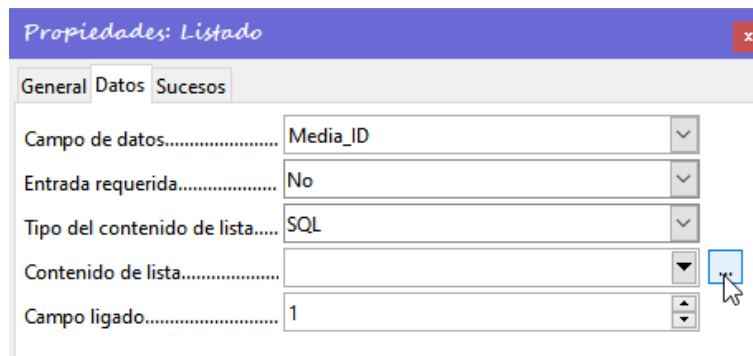 Propiedades: Listado
x
General Datos Sucesos
Campo de datos....................... Media_ID
Entrada requerida.................... No
Tipo del contenido de lista..... SQL
Contenido de lista.................... ...
Campo ligado........................... 1